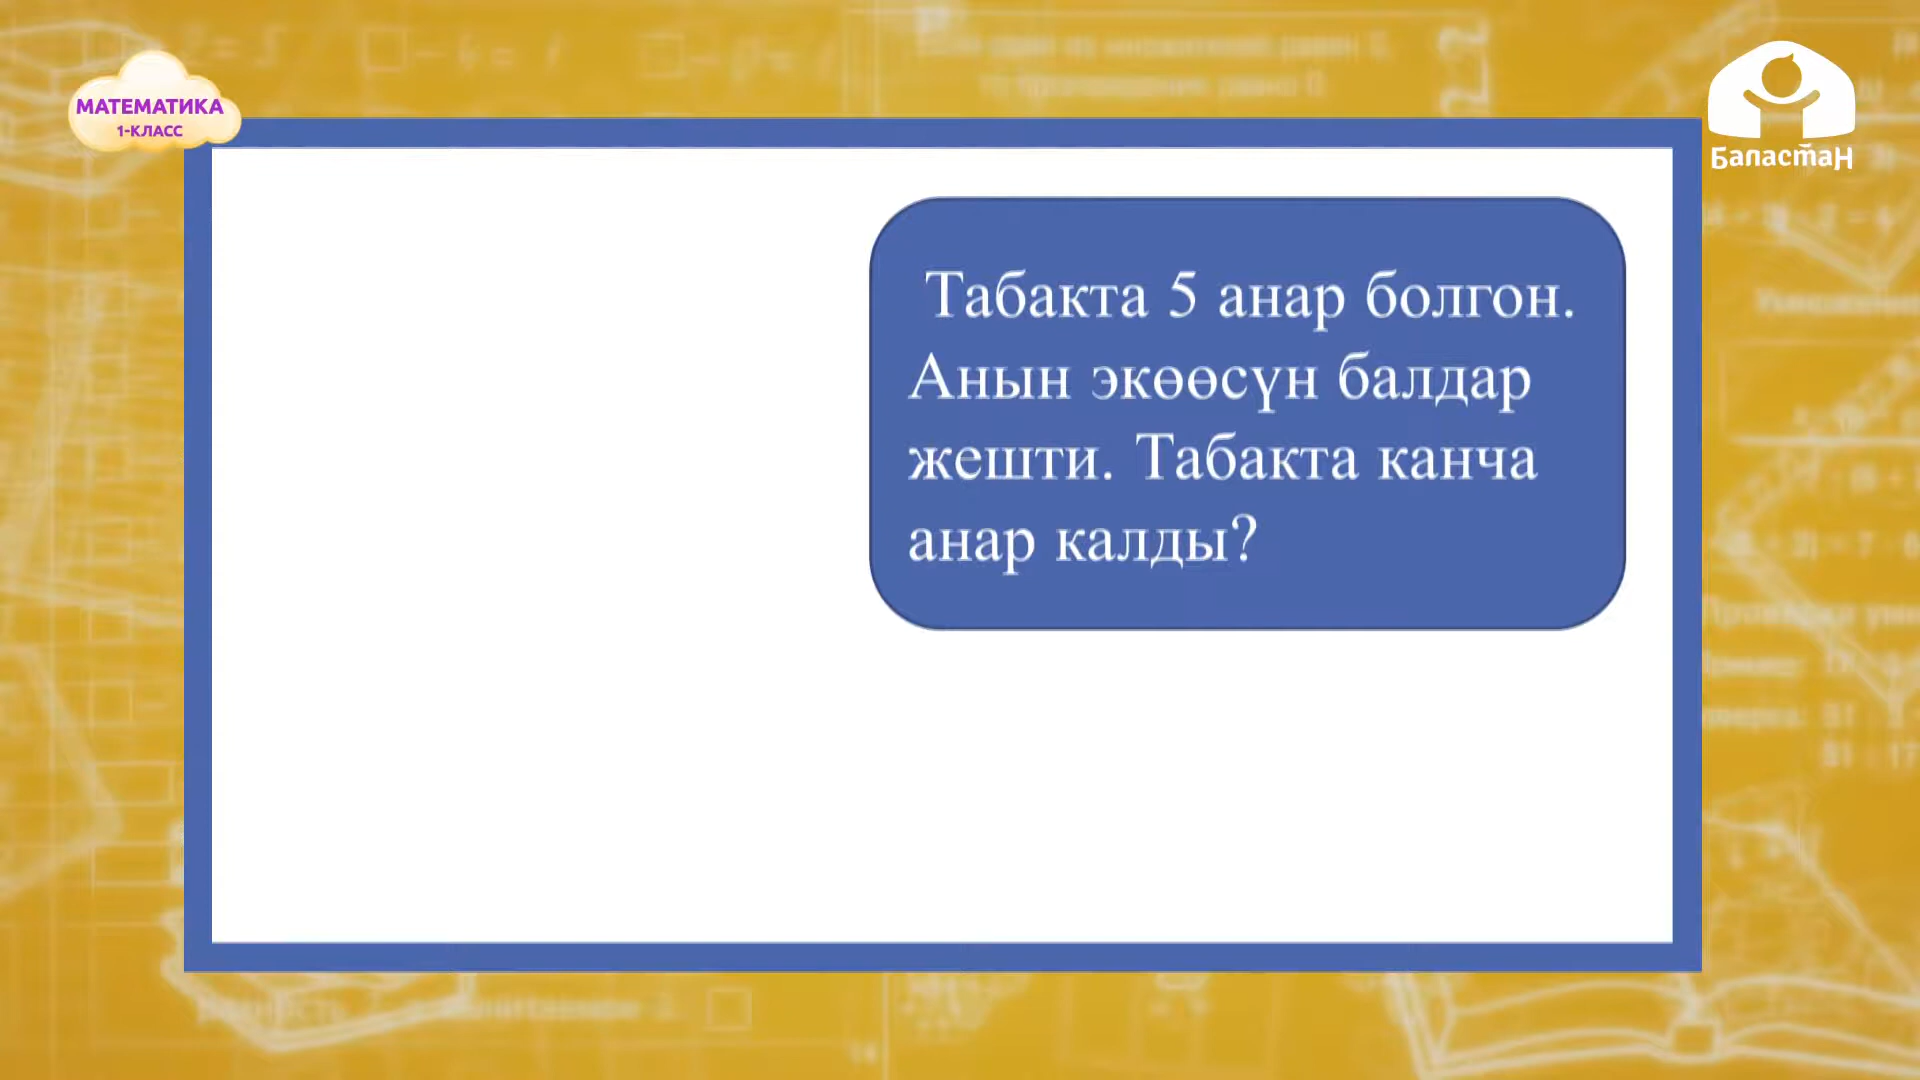 МАТЕМАТИКА
1-КЛАСС
Баластан
Табакта 5 анар болгон.
Анын экөөсүн балдар
жешти. Табакта канча
анар калды?